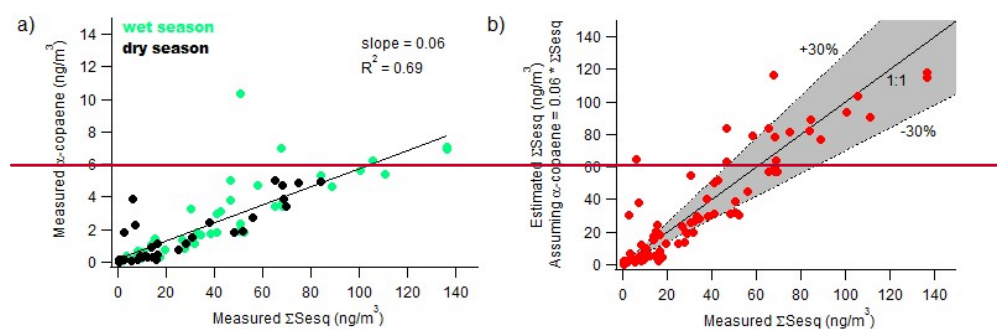 a)
wet season
dry season
slope = 0.06
R² = 0.69
Measured α-copaene (ng/m³)
14
12
10
8
6
4
2
0
0 20 40 60 80 100 120 140
Measured ΣSesq (ng/m³)
b)
+30%
1:1
-30%
Estimated ΣSesq (ng/m³)
Assuming α-copaene = 0.06 * ΣSesq
140
120
100
80
60
40
20
0
0 20 40 60 80 100 120 140
Measured ΣSesq (ng/m³)